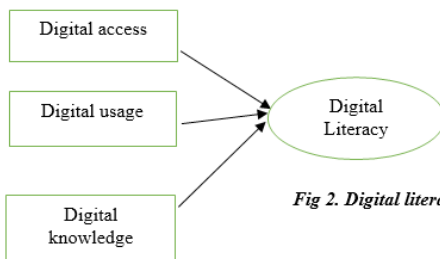 Digital access
Digital usage
Digital
Literacy
Digital
knowledge
Fig 2. Digital